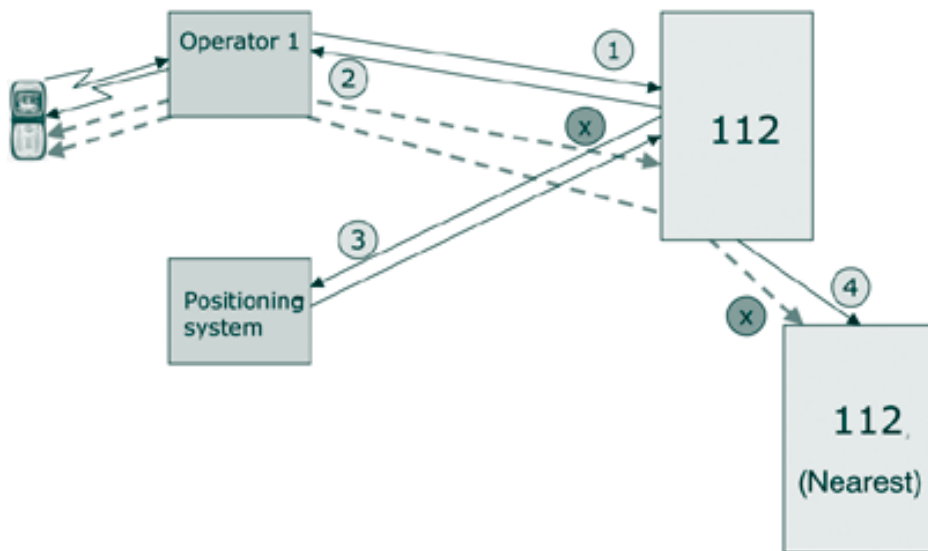 Operator 1
1
2
x
112
3
Positioning
system
4
x
112,
(Nearest)